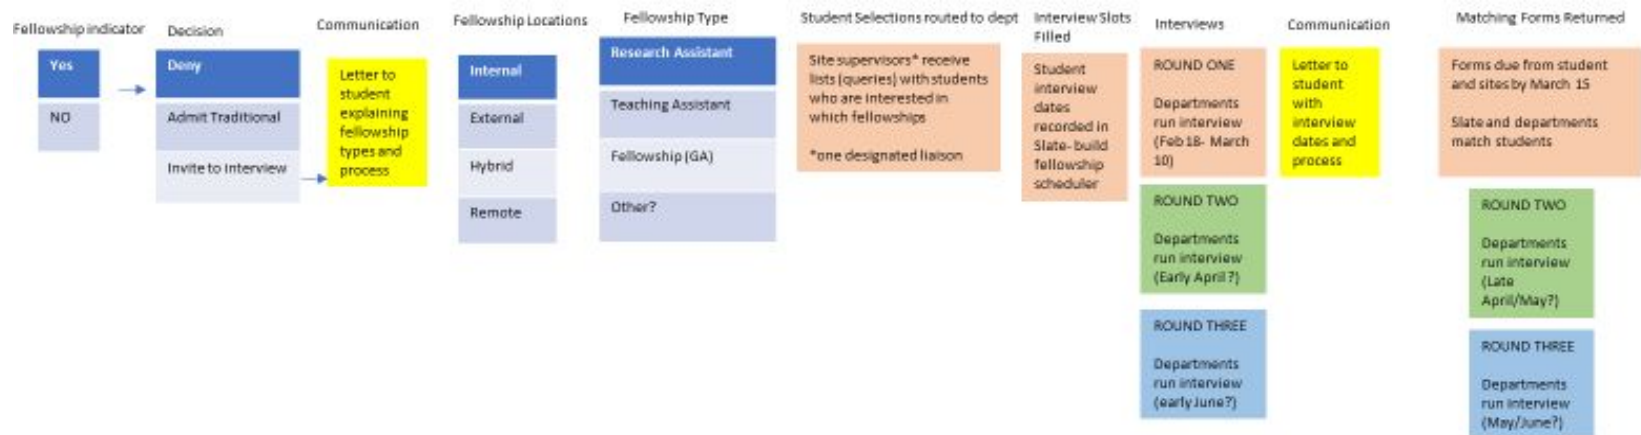 Fellowship indicator
Yes
NO
Decision
Deny
Admit Traditional
Invite to Interview
Communication
Letter to
student
explaining
fellowship
types and
process
Fellowship Locations
Internal
External
Hybrid
Remote
Fellowship Type
Research Assistant
Teaching Assistant
Fellowship (GA)
Other?
Student Selections routed to dept
Site supervisors* receive
lists (queries) with students
who are interested in
which fellowships
*one designated liaison
Interview Slots
Filled
Student
interview
dates
recorded in
Slate- build
fellowship
scheduler
Interviews
ROUND ONE
Departments
run interview
(Feb 18- March
10)
ROUND TWO
Departments
run interview
(Early April?)
ROUND THREE
Departments
run interview
(early June?)
Communication
Letter to
student
with
interview
dates and
process
Matching Forms Returned
Forms due from student
and sites by March 15
Slate and departments
match students
ROUND TWO
Departments
run interview
(Late
April/May?)
ROUND THREE
Departments
run interview
(May/June?)